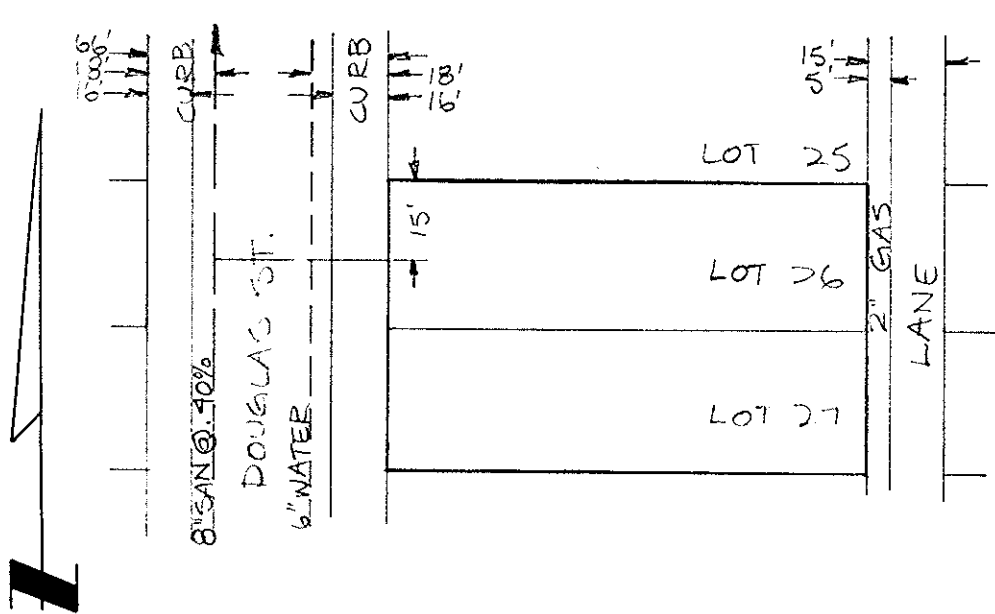 66'
CURB
CURB
18'
16'
15'
5'
LOT 25
15'
LOT 26
2" GAS
LANE
DOUGLAS ST.
8" SAN @ .40%
6" WATER
LOT 27